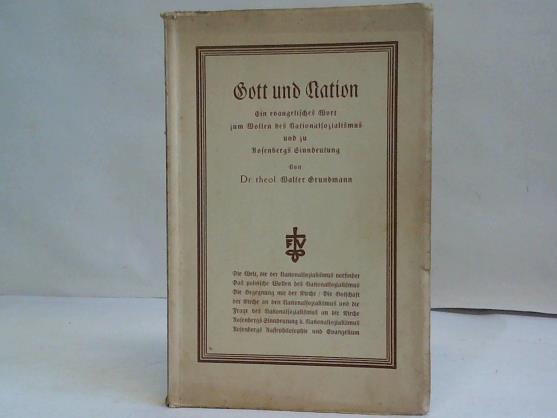 Gott und Nation
Ein evangelisches Wort
zum Wollen des Nationalsozialismus
und zu
Rosenbergs Sinndeutung
Von
Dr. theol. Walter Grundmann
F V
Die Welt, die der Nationalsozialismus vorfindet
Das politische Wollen des Nationalsozialismus
Die Begegnung mit der Kirche / Die Botschaft
der Kirche an den Nationalsozialismus und die
Frage des Nationalsozialismus an die Kirche
Rosenbergs Sinndeutung d. Nationalsozialismus
Rosenbergs Rassephilosophie und Evangelium